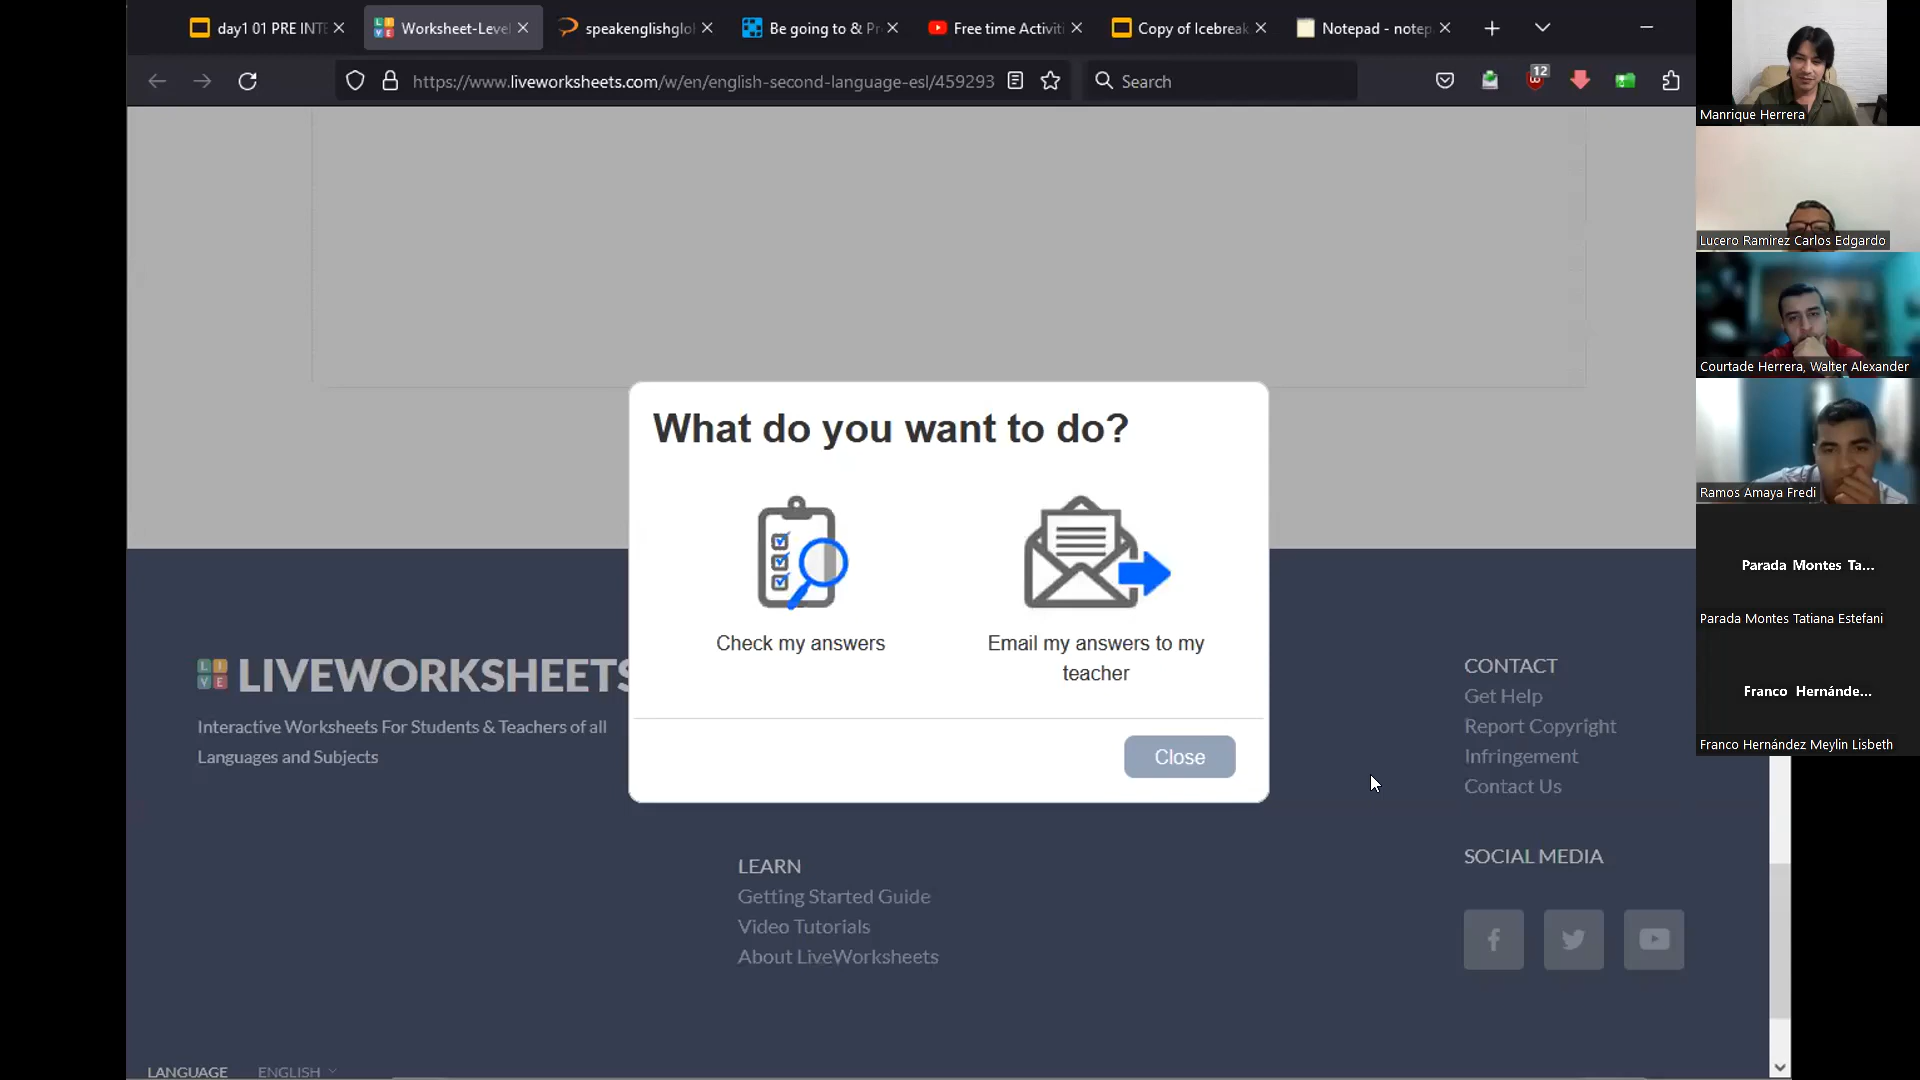 day1 01 PRE INTE
Worksheet-Level
speakenglishglo
Be going to & Pr
Free time Activiti
Copy of Icebreak
Notepad - notep
https://www.liveworksheets.com/w/en/english-second-language-esl/459293
Search
12
What do you want to do?
Check my answers
Email my answers to my
teacher
Close
LIVE
LIVEWORKSHEETS
Interactive Worksheets For Students & Teachers of all
Languages and Subjects
LEARN
Getting Started Guide
Video Tutorials
About LiveWorksheets
CONTACT
Get Help
Report Copyright
Infringement
Contact Us
SOCIAL MEDIA
LANGUAGE
ENGLISH
Manrique Herrera
Lucero Ramirez Carlos Edgardo
Courtade Herrera, Walter Alexander
Ramos Amaya Fredi
Parada Montes Ta...
Parada Montes Tatiana Estefani
Franco Hernánde...
Franco Hernández Meylin Lisbeth